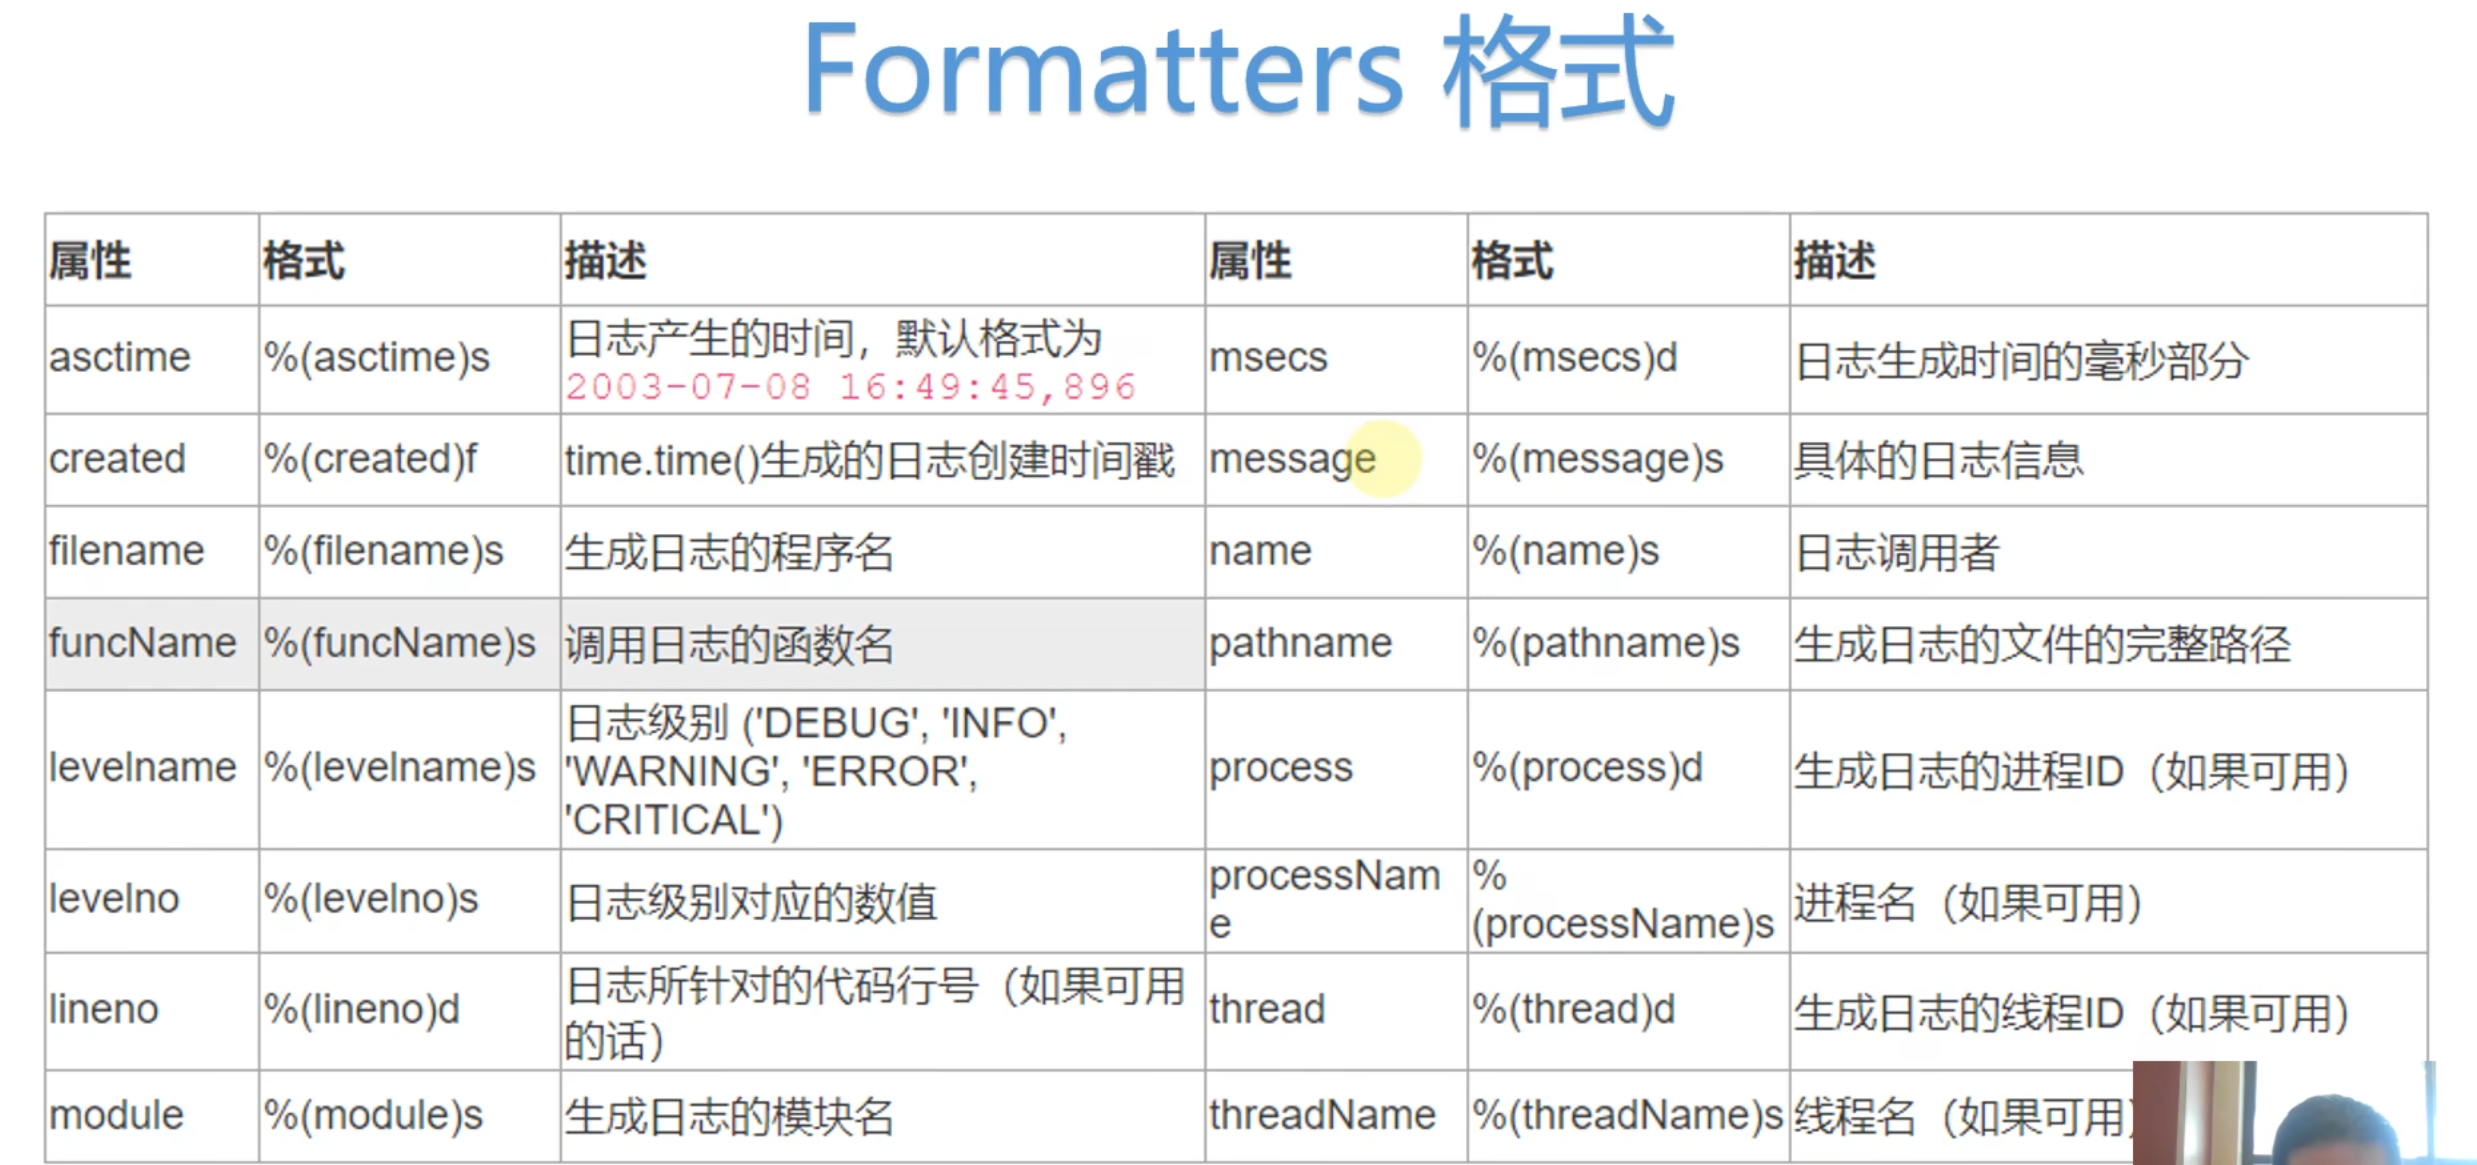 Formatters 格式
属性 格式 描述 属性 格式 描述
asctime %(asctime)s 日志产生的时间，默认格式为
2003-07-08 16:49:45,896
msecs %(msecs)d 日志生成时间的毫秒部分
created %(created)f time.time()生成的日志创建时间戳 message %(message)s 具体的日志信息
filename %(filename)s 生成日志的程序名 name %(name)s 日志调用者
funcName %(funcName)s 调用日志的函数名 pathname %(pathname)s 生成日志的文件的完整路径
levelname %(levelname)s 日志级别 ('DEBUG', 'INFO',
'WARNING', 'ERROR',
'CRITICAL')
process %(process)d 生成日志的进程ID（如果可用）
levelno %(levelno)s 日志级别对应的数值
processNam
e
%
(processName)s
进程名（如果可用）
lineno %(lineno)d 日志所针对的代码行号（如果可用
的话）
thread %(thread)d 生成日志的线程ID（如果可用）
module %(module)s 生成日志的模块名 threadName %(threadName)s 线程名（如果可用）